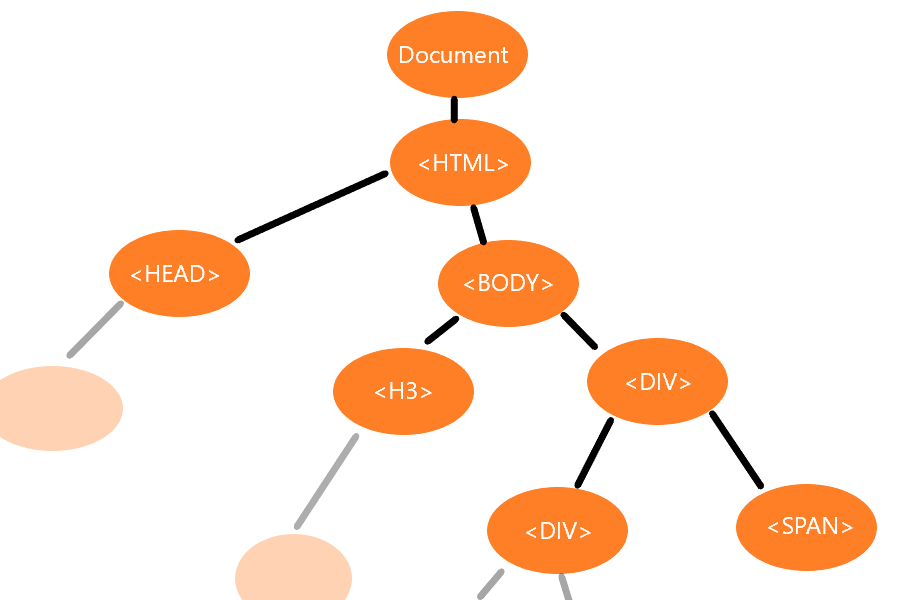 Document
<HTML>
<HEAD>
<BODY>
<H3>
<DIV>
<DIV>
<SPAN>